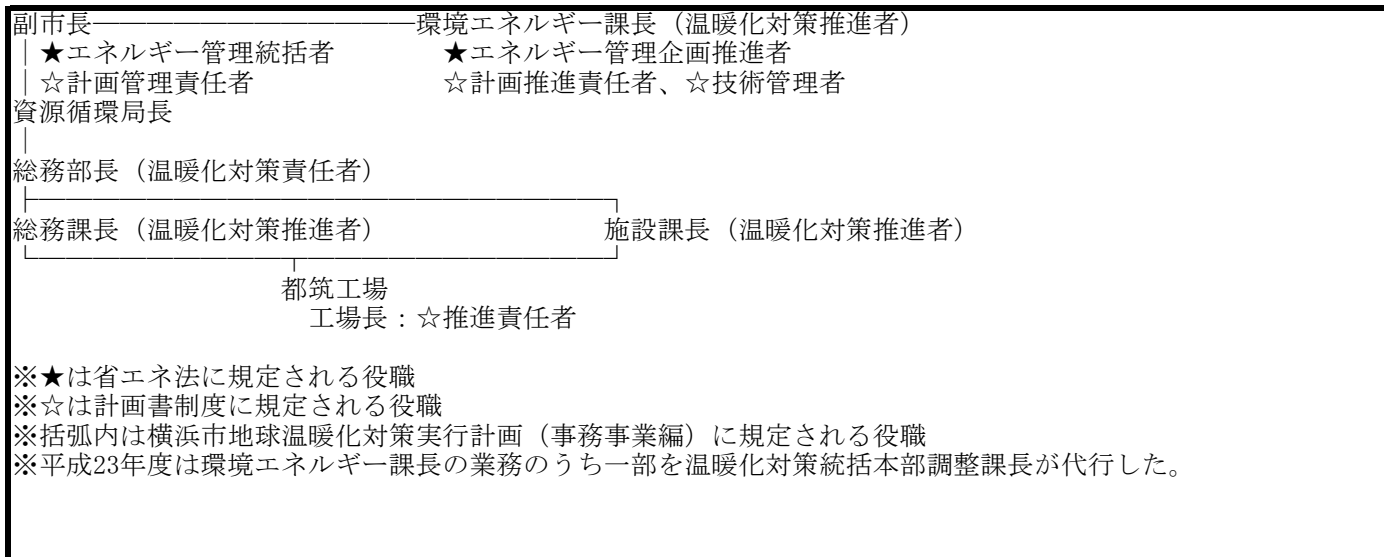 副市長────────────環境エネルギー課長（温暖化対策推進者）
｜★エネルギー管理統括者　　　　★エネルギー管理企画推進者
｜☆計画管理責任者　　　　　　　☆計画推進責任者、☆技術管理者
資源循環局長
｜
総務部長（温暖化対策責任者）
├─────────────────────┐
総務課長（温暖化対策推進者）　　　　　　　　施設課長（温暖化対策推進者）
└─────────┬───────────┘
都筑工場
工場長：☆推進責任者
※★は省エネ法に規定される役職
※☆は計画書制度に規定される役職
※括弧内は横浜市地球温暖化対策実行計画（事務事業編）に規定される役職
※平成23年度は環境エネルギー課長の業務のうち一部を温暖化対策統括本部調整課長が代行した。